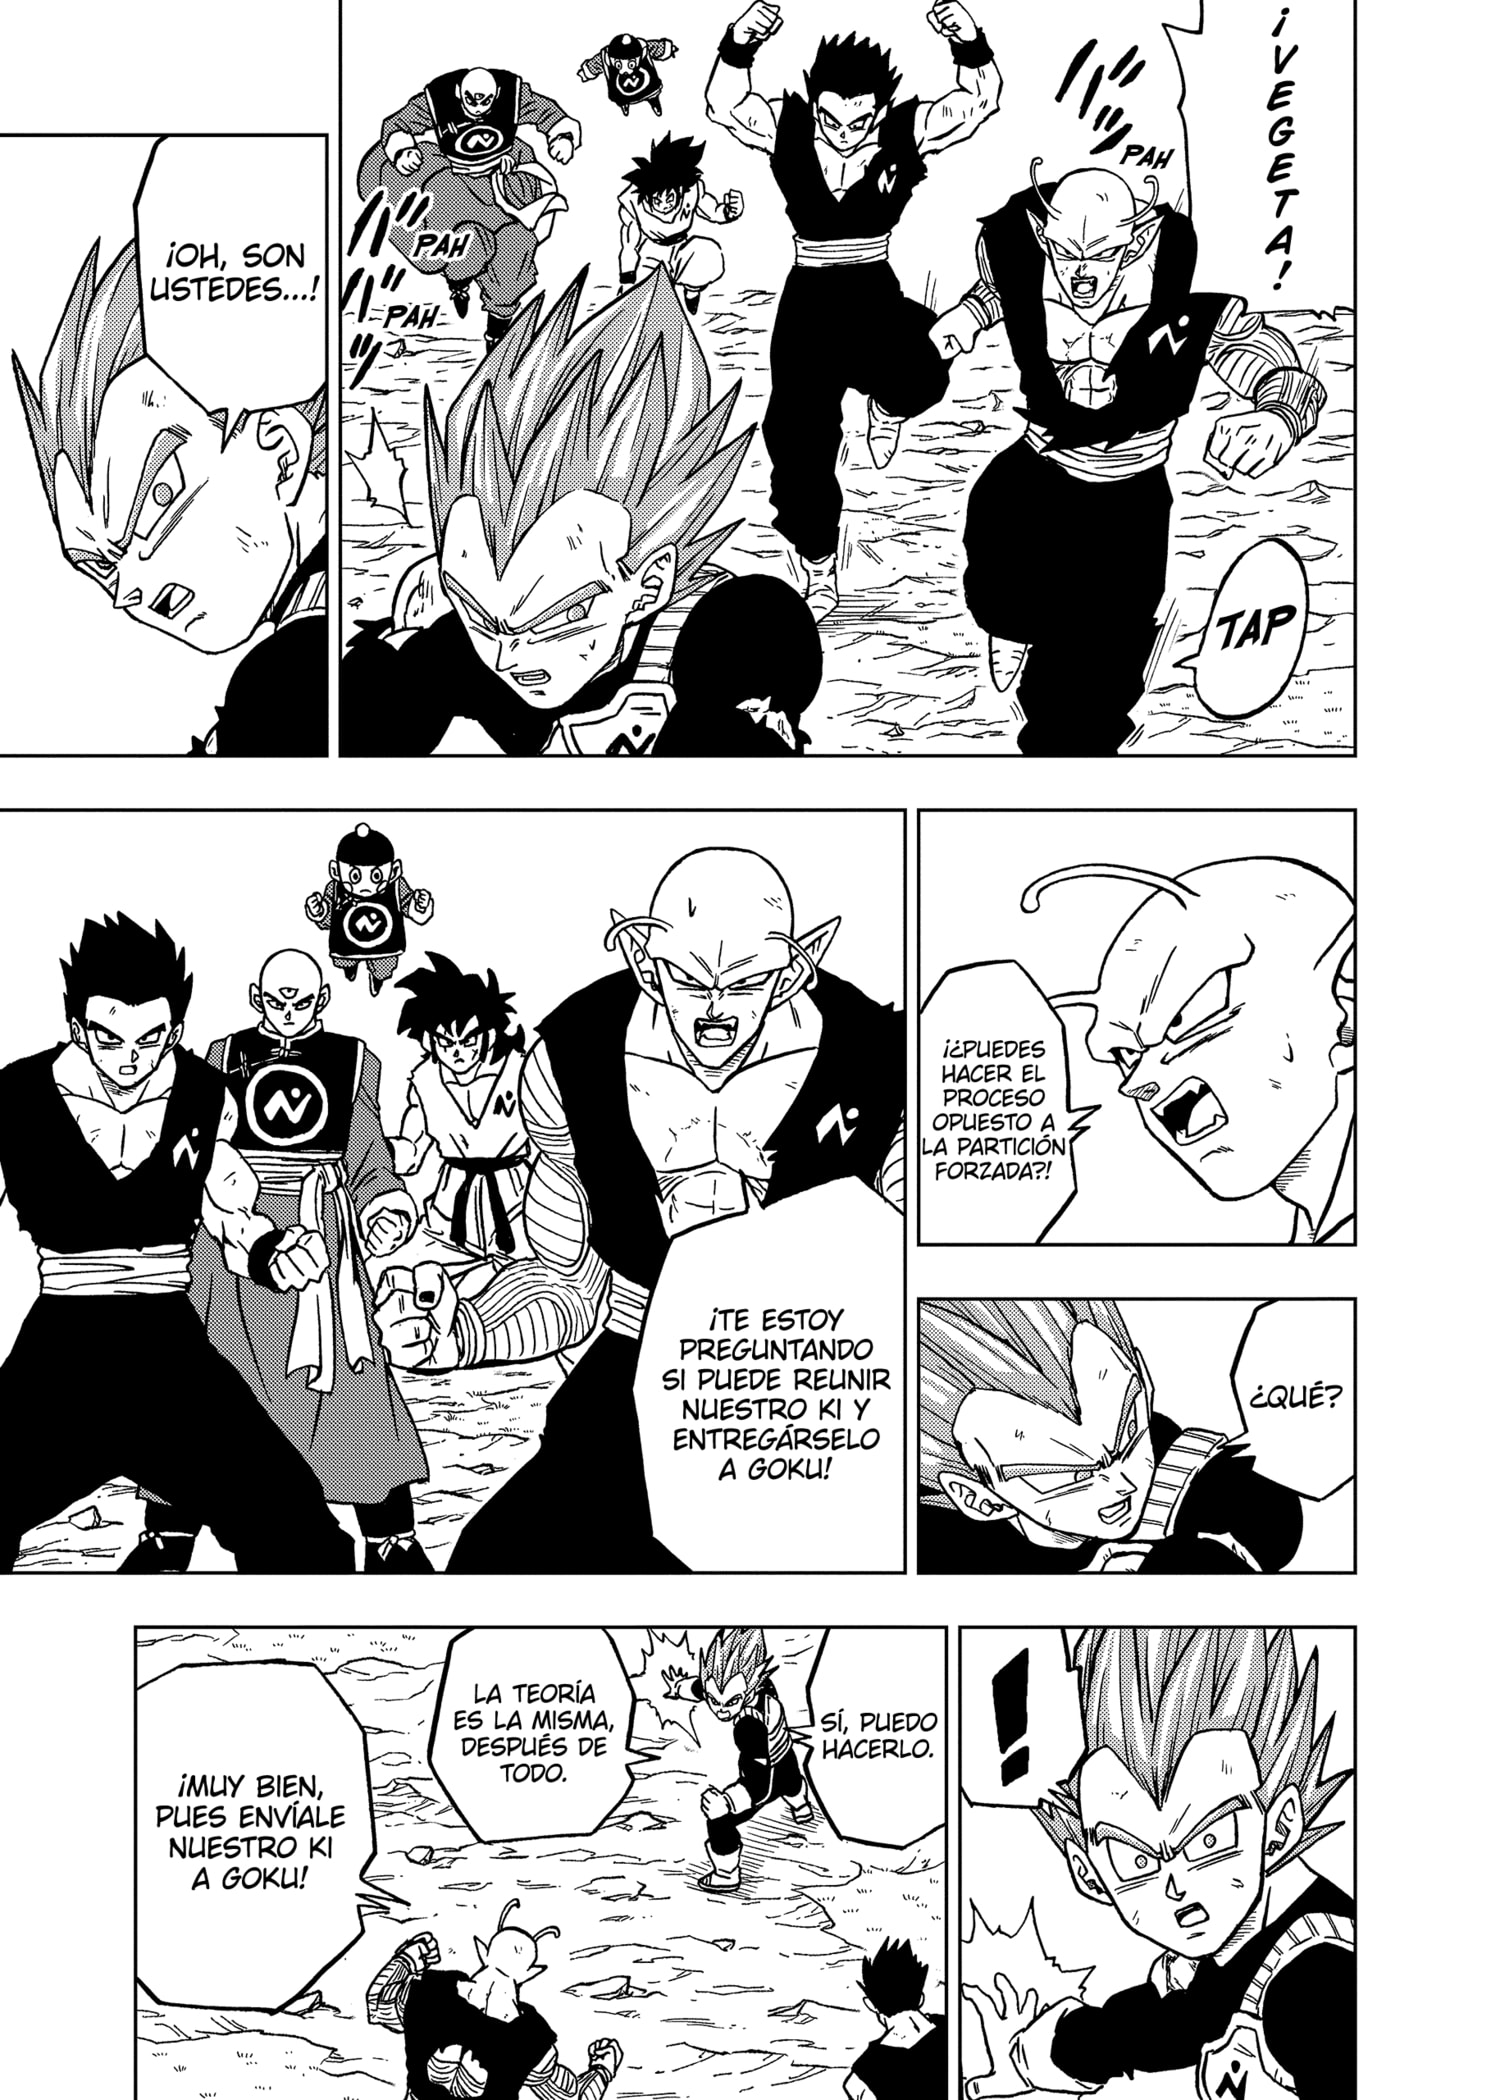 ¡VEGETA!
PAH
PAH
PAH
TAP
¡OH, SON
USTEDES...!
¡¿PUEDES
HACER EL
PROCESO
OPUESTO A
LA PARTICIÓN
FORZADA?!
¿QUÉ?
¡TE ESTOY
PREGUNTANDO
SI PUEDE REUNIR
NUESTRO KI Y
ENTREGÁRSELO
A GOKU!
!
SÍ, PUEDO
HACERLO.
LA TEORÍA
ES LA MISMA,
DESPUÉS DE
TODO.
¡MUY BIEN,
PUES ENVÍALE
NUESTRO KI
A GOKU!